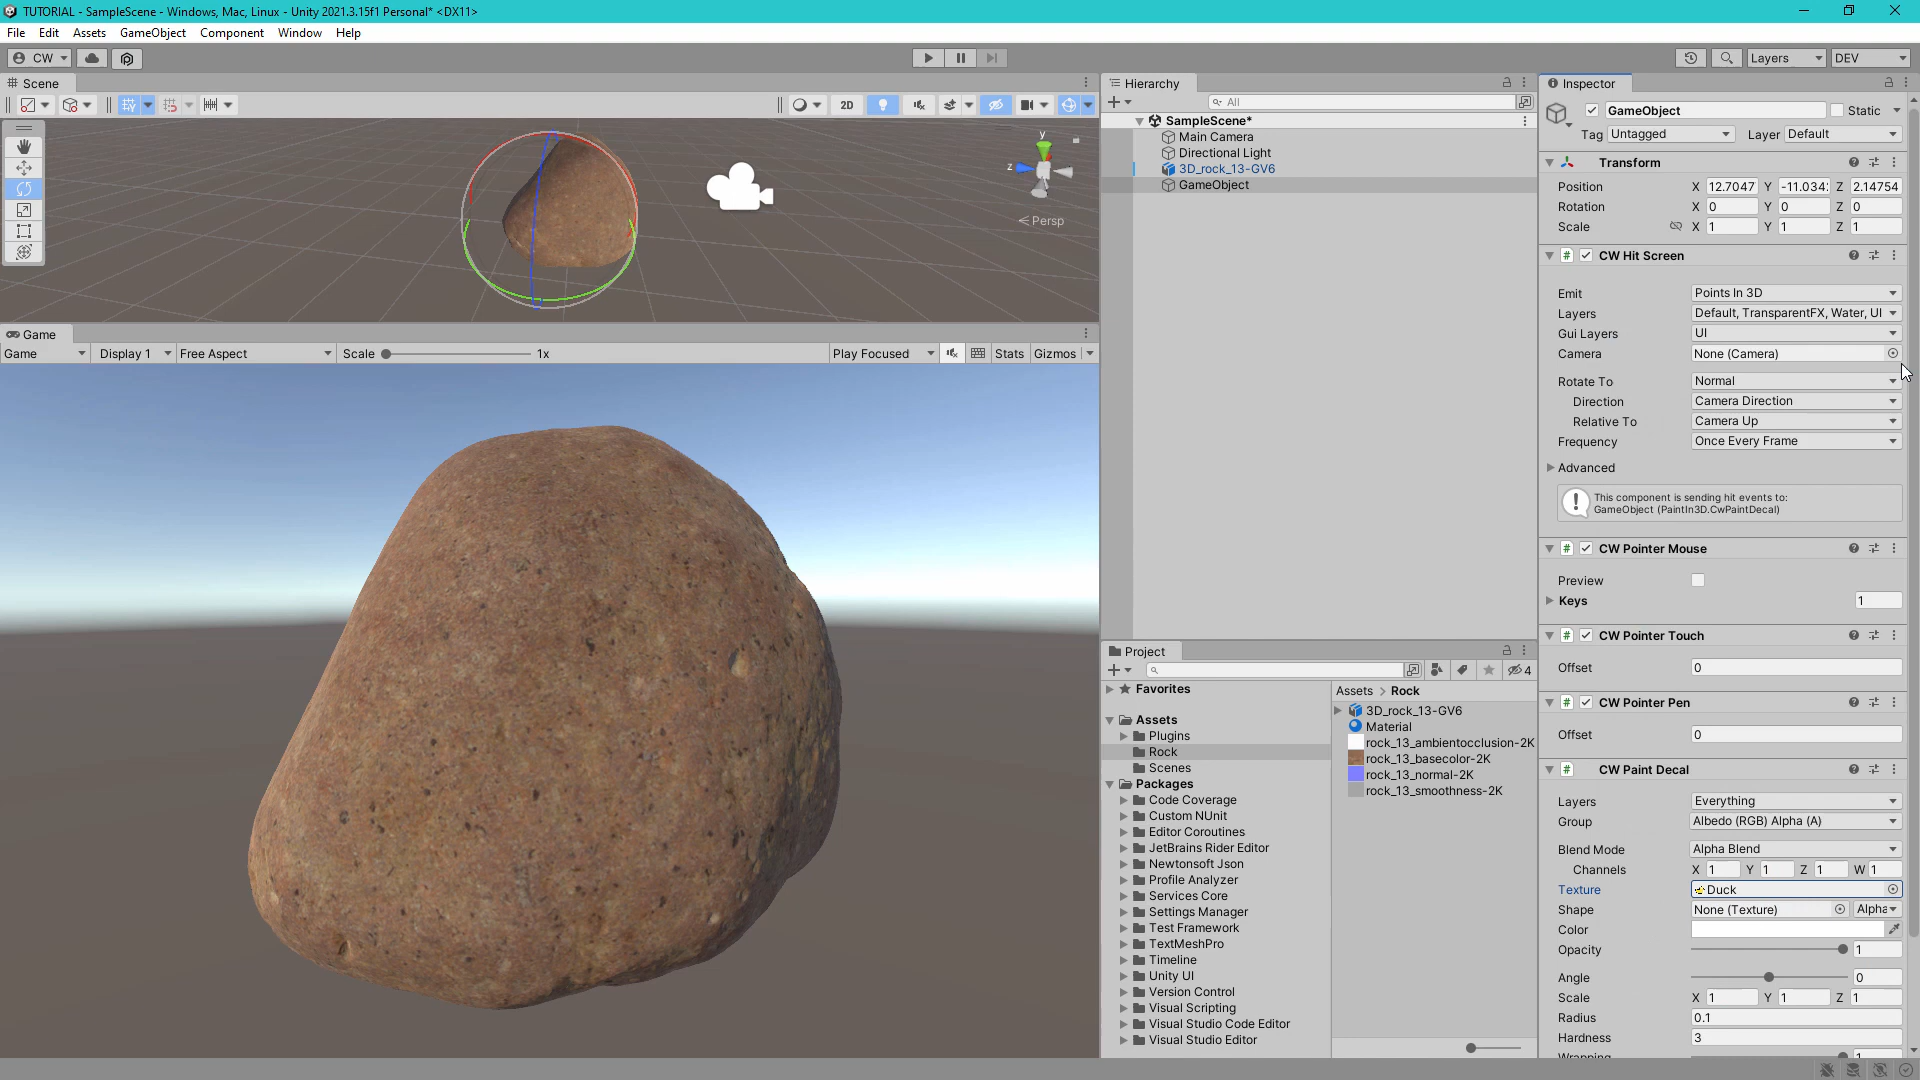 TUTORIAL - SampleScene - Windows, Mac, Linux - Unity 2021.3.15f1 Personal* <DX11>
File Edit Assets GameObject Component Window Help
CW
Layers
DEV
Scene
2D
y
z
< Persp
Game
Game
Display 1
Free Aspect
Scale
1x
Play Focused
Stats
Gizmos
Hierarchy
All
SampleScene*
Main Camera
Directional Light
3D_rock_13-GV6
GameObject
Project
4
Favorites
Assets
Plugins
Rock
Scenes
Packages
Code Coverage
Custom NUnit
Editor Coroutines
JetBrains Rider Editor
Newtonsoft Json
Profile Analyzer
Services Core
Settings Manager
Test Framework
TextMeshPro
Timeline
Unity UI
Version Control
Visual Scripting
Visual Studio Code Editor
Visual Studio Editor
Assets > Rock
3D_rock_13-GV6
Material
rock_13_ambientocclusion-2K
rock_13_basecolor-2K
rock_13_normal-2K
rock_13_smoothness-2K
Inspector
GameObject
Static
Tag Untagged Layer Default
Transform
Position X 12.7047 Y -11.034 Z 2.14754
Rotation X 0 Y 0 Z 0
Scale X 1 Y 1 Z 1
# CW Hit Screen
Emit Points In 3D
Layers Default, TransparentFX, Water, UI
Gui Layers UI
Camera None (Camera)
Rotate To Normal
Direction Camera Direction
Relative To Camera Up
Frequency Once Every Frame
Advanced
This component is sending hit events to:
GameObject (PaintIn3D.CwPaintDecal)
# CW Pointer Mouse
Preview
Keys 1
# CW Pointer Touch
Offset 0
# CW Pointer Pen
Offset 0
# CW Paint Decal
Layers Everything
Group Albedo (RGB) Alpha (A)
Blend Mode Alpha Blend
Channels X 1 Y 1 Z 1 W 1
Texture Duck
Shape None (Texture) Alpha
Color
Opacity 1
Angle 0
Scale X 1 Y 1 Z 1
Radius 0.1
Hardness 3
Wrapping 1